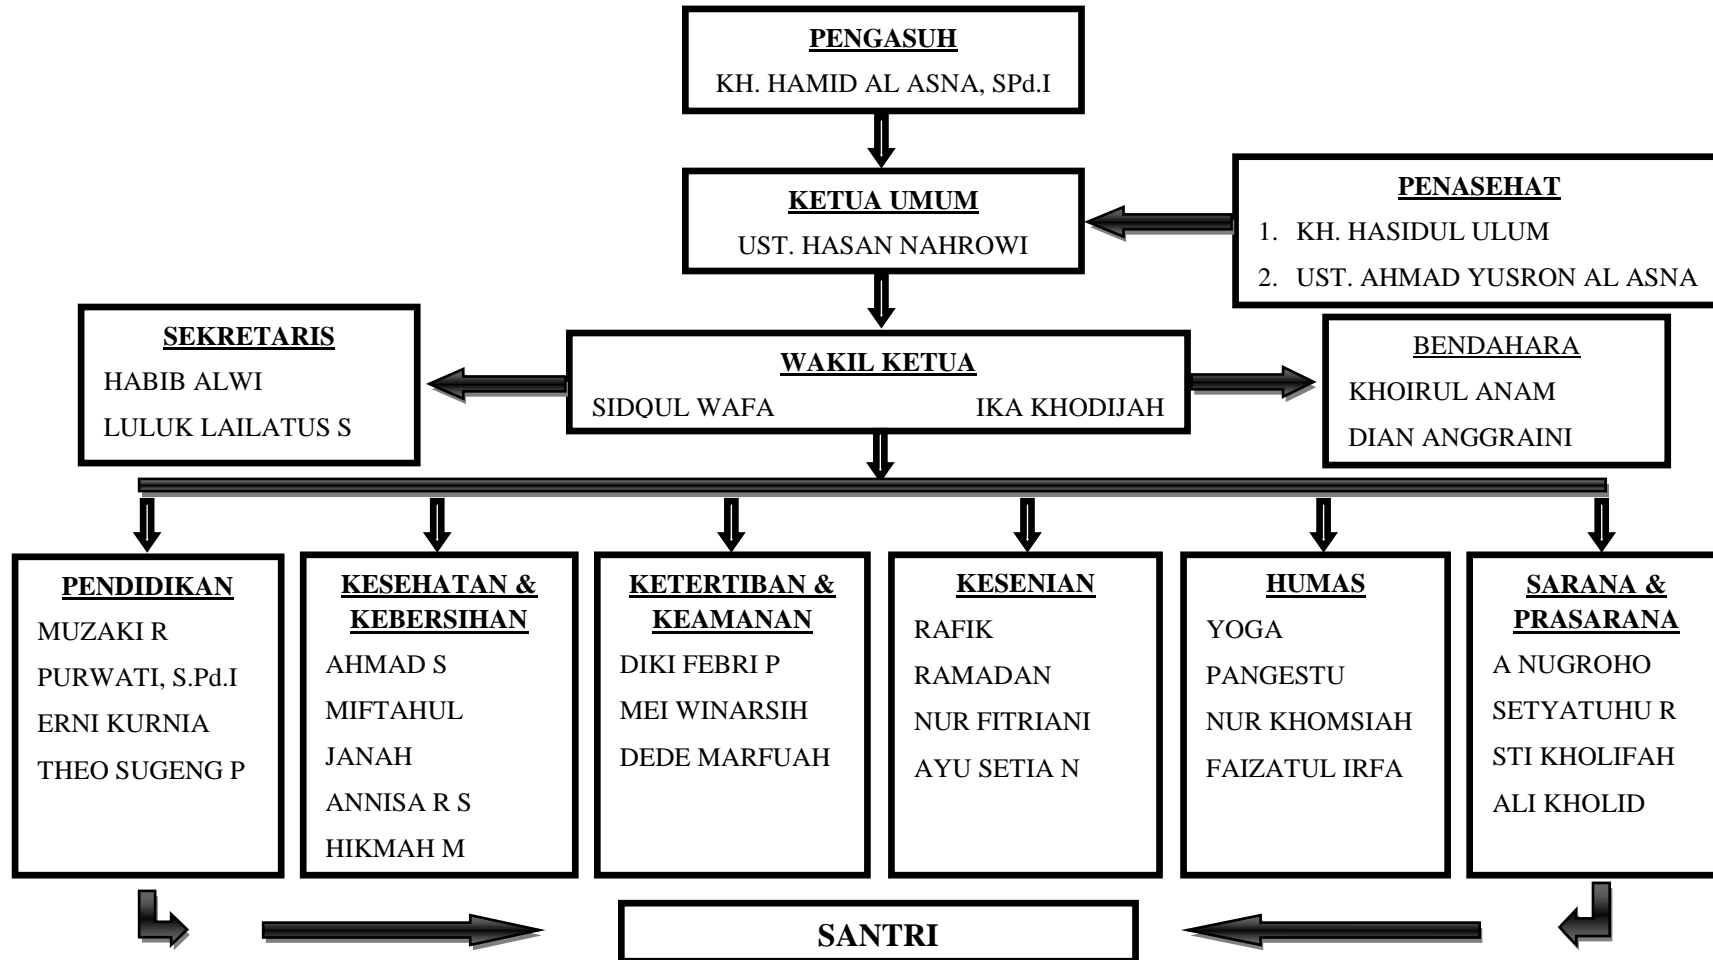 PENGASUH
KH. HAMID AL ASNA, SPd.I
KETUA UMUM
UST. HASAN NAHROWI
PENASEHAT
1. KH. HASIDUL ULUM
2. UST. AHMAD YUSRON AL ASNA
SEKRETARIS
HABIB ALWI
LULUK LAILATUS S
WAKIL KETUA
SIDQUL WAFA IKA KHODIJAH
BENDAHARA
KHOIRUL ANAM
DIAN ANGGRAINI
PENDIDIKAN
MUZAKI R
PURWATI, S.Pd.I
ERNI KURNIA
THEO SUGENG P
KESEHATAN &
KEBERSIHAN
AHMAD S
MIFTAHUL
JANAH
ANNISA R S
HIKMAH M
KETERTIBAN &
KEAMANAN
DIKI FEBRI P
MEI WINARSIH
DEDE MARFUAH
KESENIAN
RAFIK
RAMADAN
NUR FITRIANI
AYU SETIA N
HUMAS
YOGA
PANGESTU
NUR KHOMSIAH
FAIZATUL IRFA
SARANA &
PRASARANA
A NUGROHO
SETYATUHU R
STI KHOLIFAH
ALI KHOLID
SANTRI